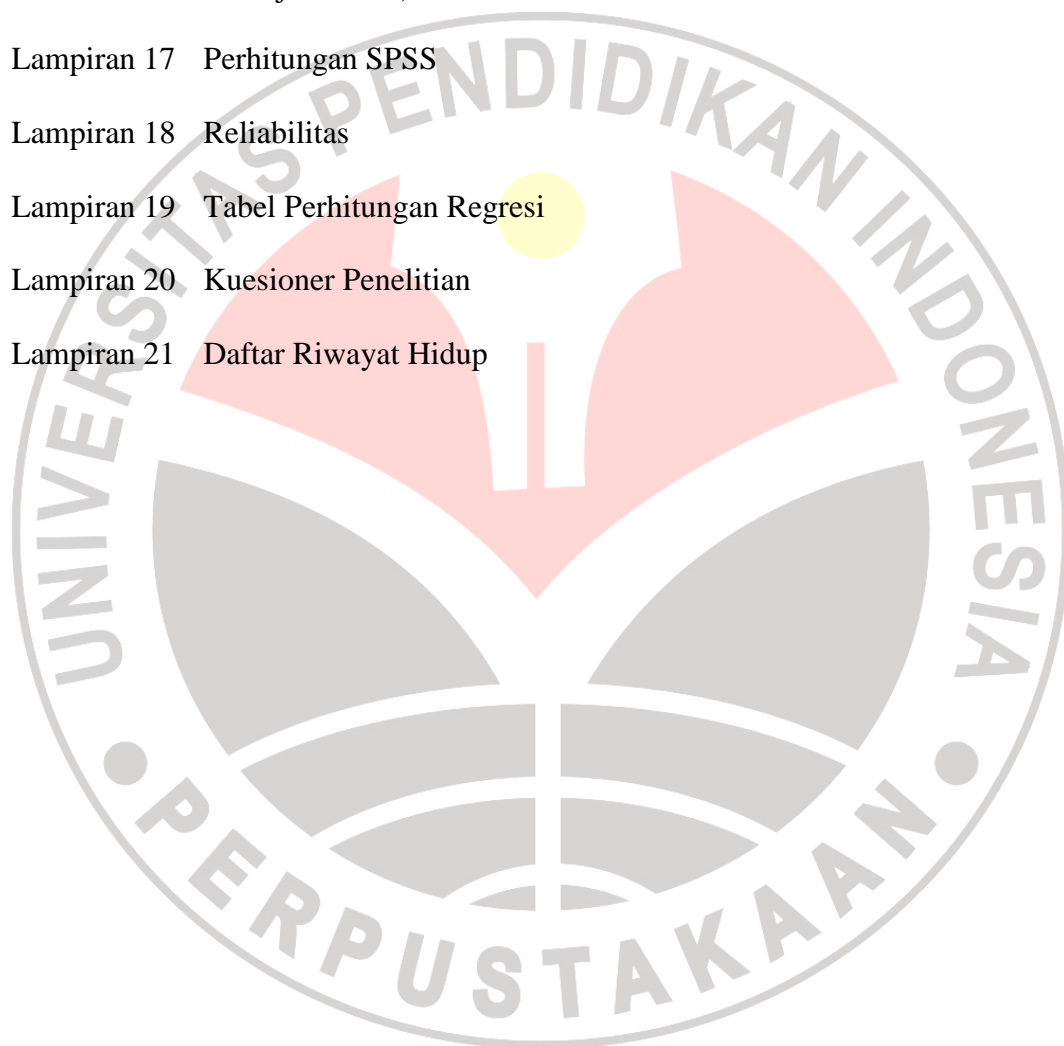 Lampiran 17 Perhitungan SPSS
Lampiran 18 Reliabilitas
Lampiran 19 Tabel Perhitungan Regresi
Lampiran 20 Kuesioner Penelitian
Lampiran 21 Daftar Riwayat Hidup
UNIVERSITAS PENDIDIKAN INDONESIA
PERPUSTAKAAN